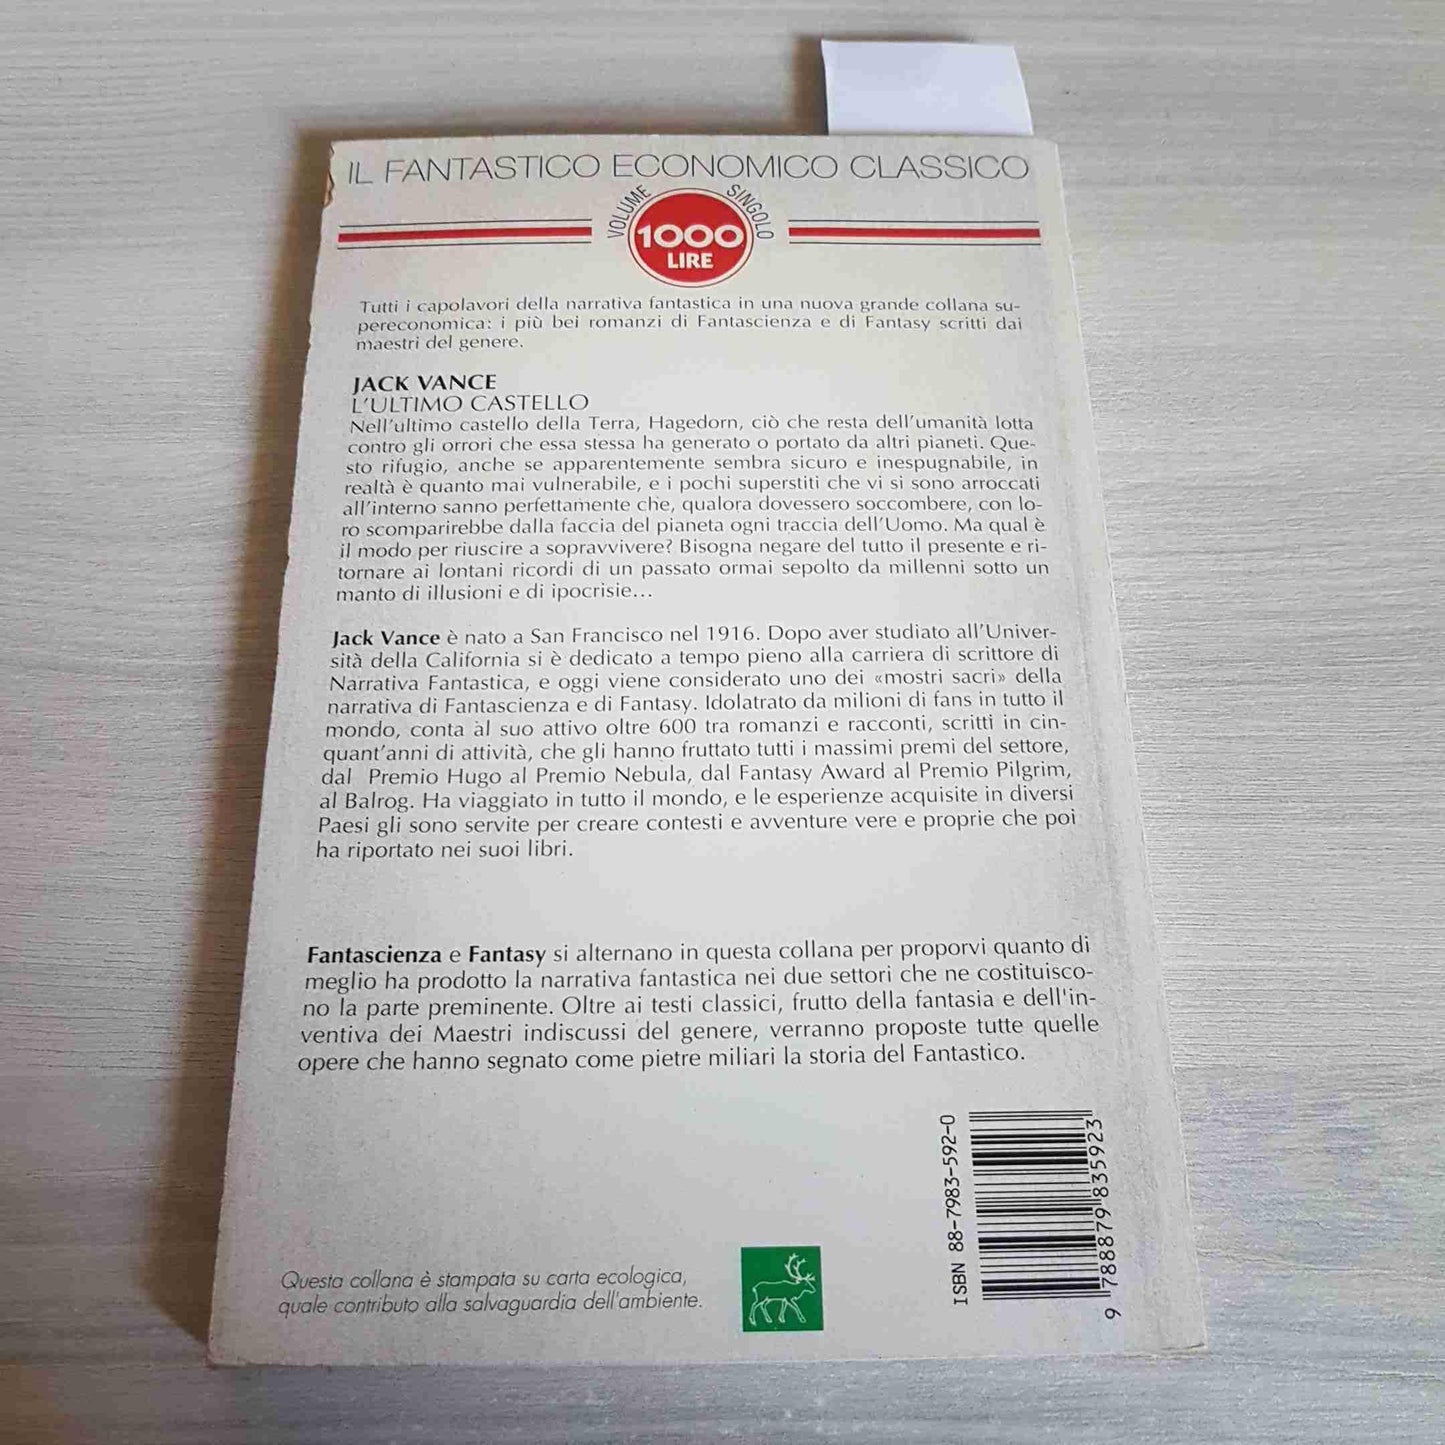 IL FANTASTICO ECONOMICO CLASSICO
VOLUME SINGOLO
1000
LIRE
Tutti i capolavori della narrativa fantastica in una nuova grande collana su-
pereconomica: i più bei romanzi di Fantascienza e di Fantasy scritti dai
maestri del genere.
JACK VANCE
L'ULTIMO CASTELLO
Nell'ultimo castello della Terra, Hagedorn, ciò che resta dell'umanità lotta
contro gli orrori che essa stessa ha generato o portato da altri pianeti. Que-
sto rifugio, anche se apparentemente sembra sicuro e inespugnabile, in
realtà è quanto mai vulnerabile, e i pochi superstiti che vi si sono arroccati
all'interno sanno perfettamente che, qualora dovessero soccombere, con lo-
ro scomparirebbe dalla faccia del pianeta ogni traccia dell'Uomo. Ma qual è
il modo per riuscire a sopravvivere? Bisogna negare del tutto il presente e ri-
tornare ai lontani ricordi di un passato ormai sepolto da millenni sotto un
manto di illusioni e di ipocrisie...
Jack Vance è nato a San Francisco nel 1916. Dopo aver studiato all'Univer-
sità della California si è dedicato a tempo pieno alla carriera di scrittore di
Narrativa Fantastica, e oggi viene considerato uno dei «mostri sacri» della
narrativa di Fantascienza e di Fantasy. Idolatrato da milioni di fans in tutto il
mondo, conta al suo attivo oltre 600 tra romanzi e racconti, scritti in cin-
quant'anni di attività, che gli hanno fruttato tutti i massimi premi del settore,
dal Premio Hugo al Premio Nebula, dal Fantasy Award al Premio Pilgrim,
al Balrog. Ha viaggiato in tutto il mondo, e le esperienze acquisite in diversi
Paesi gli sono servite per creare contesti e avventure vere e proprie che poi
ha riportato nei suoi libri.
Fantascienza e Fantasy si alternano in questa collana per proporvi quanto di
meglio ha prodotto la narrativa fantastica nei due settori che ne costituisco-
no la parte preminente. Oltre ai testi classici, frutto della fantasia e dell'in-
ventiva dei Maestri indiscussi del genere, verranno proposte tutte quelle
opere che hanno segnato come pietre miliari la storia del Fantastico.
Questa collana è stampata su carta ecologica,
quale contributo alla salvaguardia dell'ambiente.
ISBN 88-7983-592-0
9 788879 835923